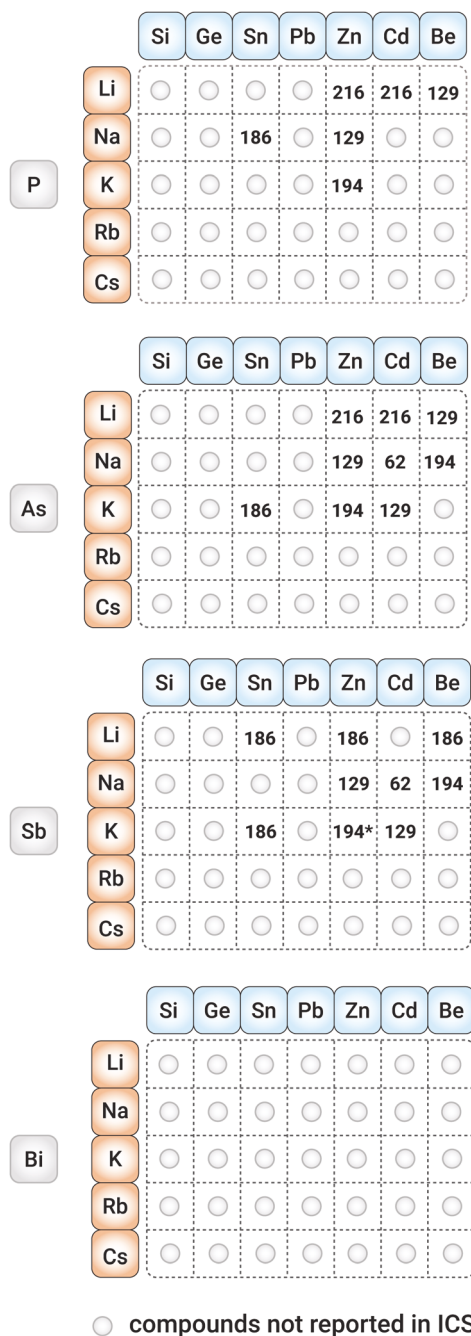 Si Ge Sn Pb Zn Cd Be
Li 216 216 129
Na 186 129
P
K 194
Rb
Cs
Si Ge Sn Pb Zn Cd Be
Li 216 216 129
Na 129 62 194
As
K 186 194 129
Rb
Cs
Si Ge Sn Pb Zn Cd Be
Li 186 186 186
Na 129 62 194
Sb
K 186 194* 129
Rb
Cs
Si Ge Sn Pb Zn Cd Be
Li
Na
Bi
K
Rb
Cs
compounds not reported in ICS